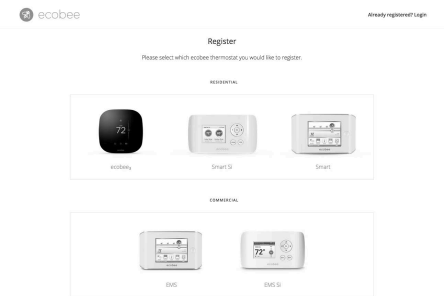 ecobee
Already registered? Login
Register
Please select which ecobee thermostat you would like to register.
RESIDENTIAL
72
ecobee3
Smart Si
Smart
COMMERCIAL
72°
EMS
EMS Si